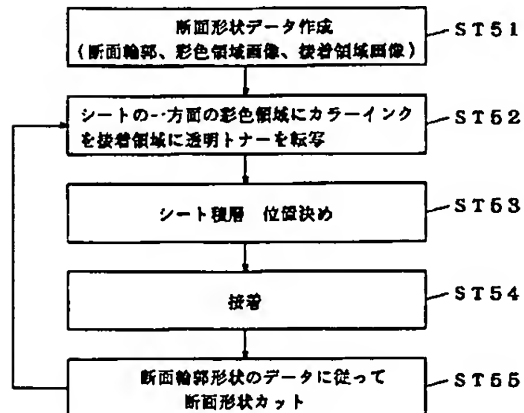 断面形状データ作成
(断面輪郭、彩色領域画像、接着領域画像)
ST51
シートの一方面の彩色領域にカラーインク
を接着領域に透明トナーを転写
ST52
シート積層 位置決め
ST53
接着
ST54
断面輪郭形状のデータに従って
断面形状カット
ST55